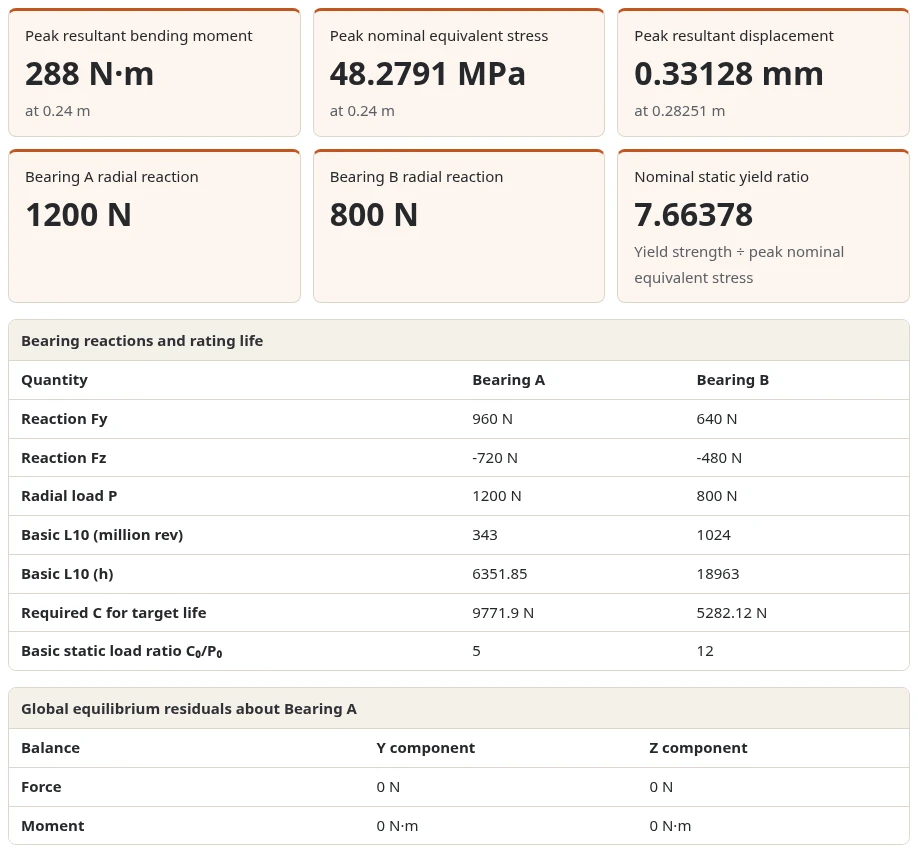 Peak resultant bending moment
288 N·m
at 0.24 m
Peak nominal equivalent stress
48.2791 MPa
at 0.24 m
Peak resultant displacement
0.33128 mm
at 0.28251 m
Bearing A radial reaction
1200 N
Bearing B radial reaction
800 N
Nominal static yield ratio
7.66378
Yield strength ÷ peak nominal
equivalent stress
Bearing reactions and rating life
Quantity Bearing A Bearing B
Reaction Fy 960 N 640 N
Reaction Fz -720 N -480 N
Radial load P 1200 N 800 N
Basic L10 (million rev) 343 1024
Basic L10 (h) 6351.85 18963
Required C for target life 9771.9 N 5282.12 N
Basic static load ratio C₀/P₀ 5 12
Global equilibrium residuals about Bearing A
Balance Y component Z component
Force 0 N 0 N
Moment 0 N·m 0 N·m